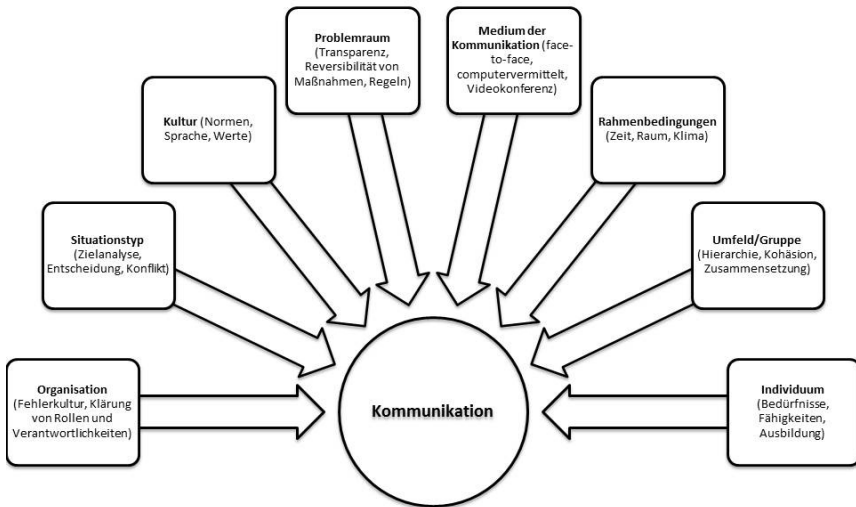 Problemraum
(Transparenz,
Reversibilität von
Maßnahmen, Regeln)
Medium der
Kommunikation (face-
to-face,
computervermittelt,
Videokonferenz)
Kultur (Normen,
Sprache, Werte)
Rahmenbedingungen
(Zeit, Raum, Klima)
Situationstyp
(Zielanalyse,
Entscheidung, Konflikt)
Umfeld/Gruppe
(Hierarchie, Kohäsion,
Zusammensetzung)
Organisation
(Fehlerkultur, Klärung
von Rollen und
Verantwortlichkeiten)
Kommunikation
Individuum
(Bedürfnisse,
Fähigkeiten,
Ausbildung)